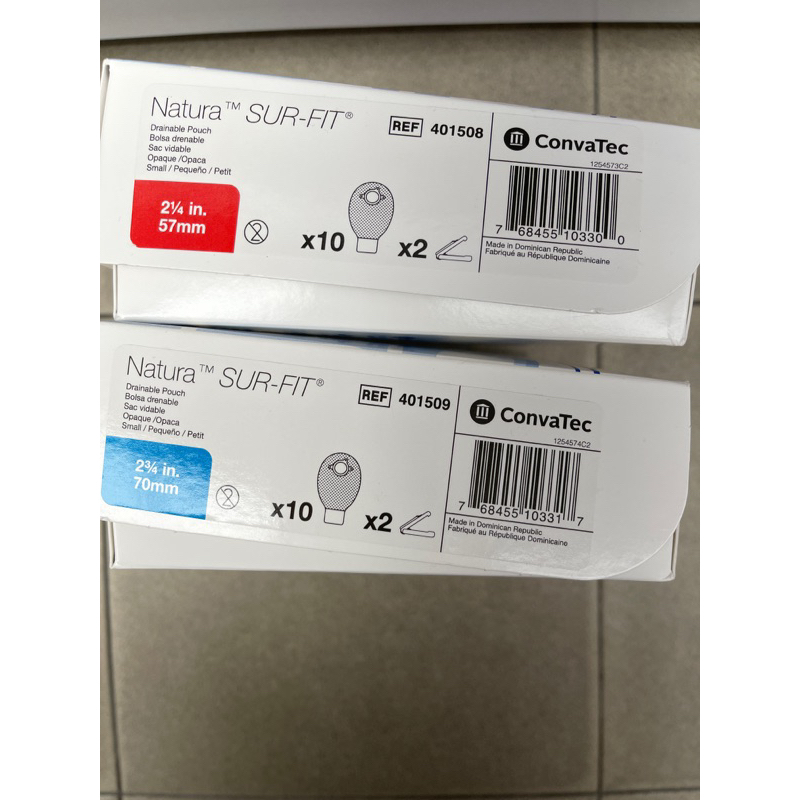 Natura™ SUR-FIT®
Drainable Pouch
Bolsa drenable
Sac vidable
Opaque /Opaca
Small / Pequeño / Petit
2¼ in.
57mm
2
x10
x2
REF 401508
ConvaTec
1254573C2
7 68455 10330 0
Made in Dominican Republic
Fabriqué au République Dominicaine
Natura™ SUR-FIT®
Drainable Pouch
Bolsa drenable
Sac vidable
Opaque /Opaca
Small / Pequeño / Petit
2¾ in.
70mm
2
x10
x2
REF 401509
ConvaTec
1254574C2
7 68455 10331 7
Made in Dominican Republic
Fabriqué au République Dominicaine